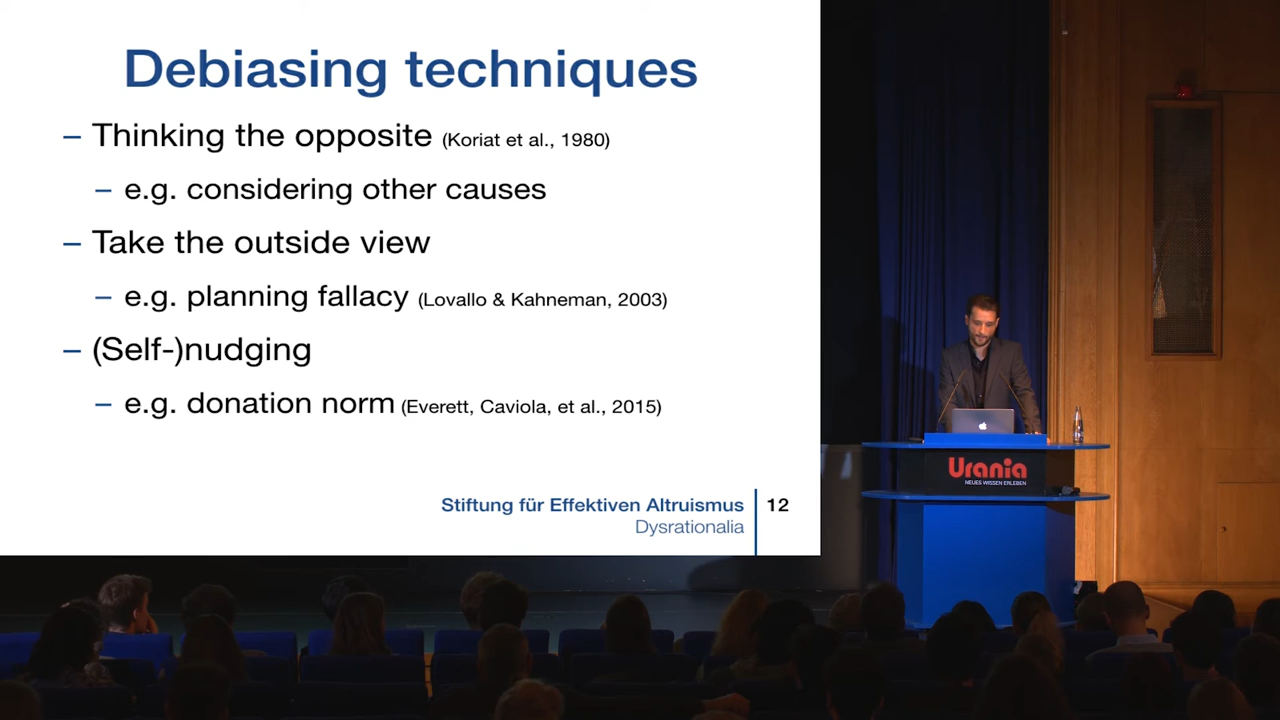 Debiasing techniques
– Thinking the opposite (Koriat et al., 1980)
– e.g. considering other causes
– Take the outside view
– e.g. planning fallacy (Lovallo & Kahneman, 2003)
– (Self-)nudging
– e.g. donation norm (Everett, Caviola, et al., 2015)
Stiftung für Effektiven Altruismus
Dysrationalia
12
Urania
NEUES WISSEN ERLEBEN